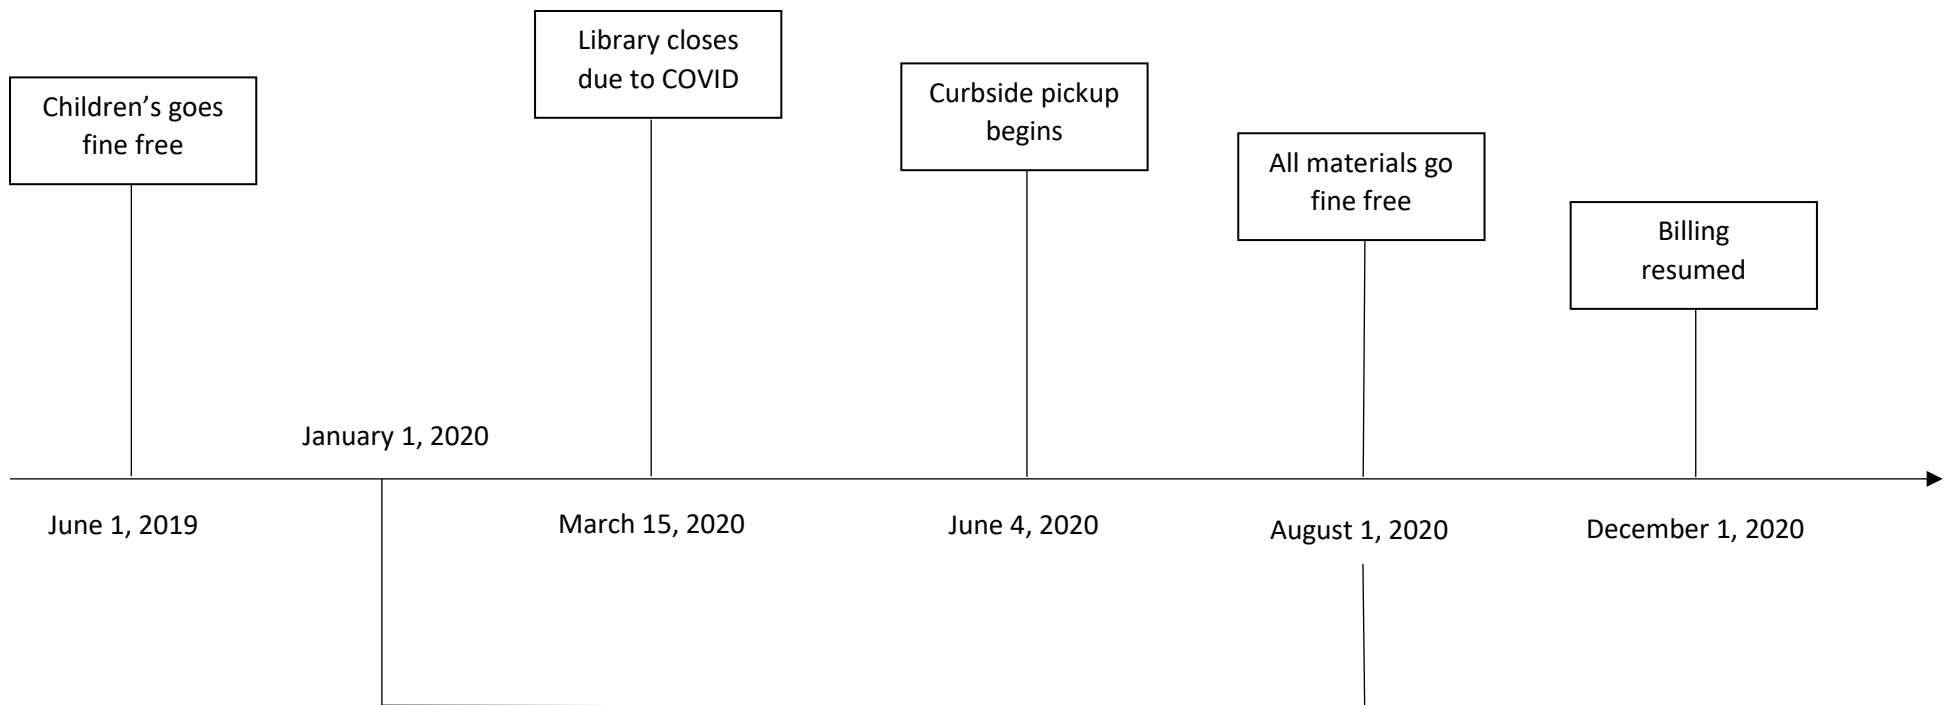 Library closes
due to COVID
Children’s goes
fine free
Curbside pickup
begins
All materials go
fine free
Billing
resumed
January 1, 2020
June 1, 2019
March 15, 2020
June 4, 2020
August 1, 2020
December 1, 2020